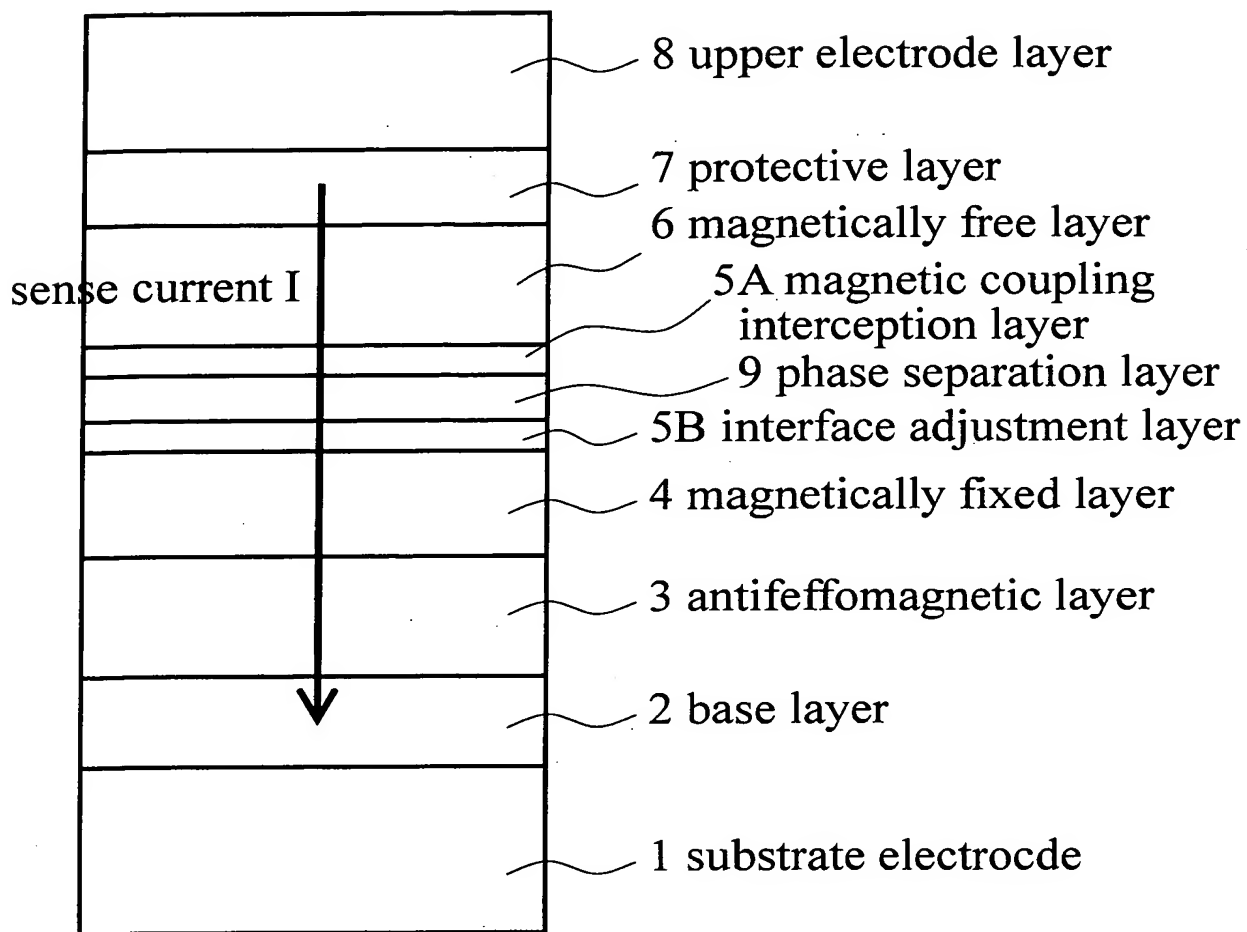 8 upper electrode layer
7 protective layer
6 magnetically free layer
sense current I
5A magnetic coupling
interception layer
9 phase separation layer
5B interface adjustment layer
4 magnetically fixed layer
3 antifeffomagnetic layer
2 base layer
1 substrate electrocde